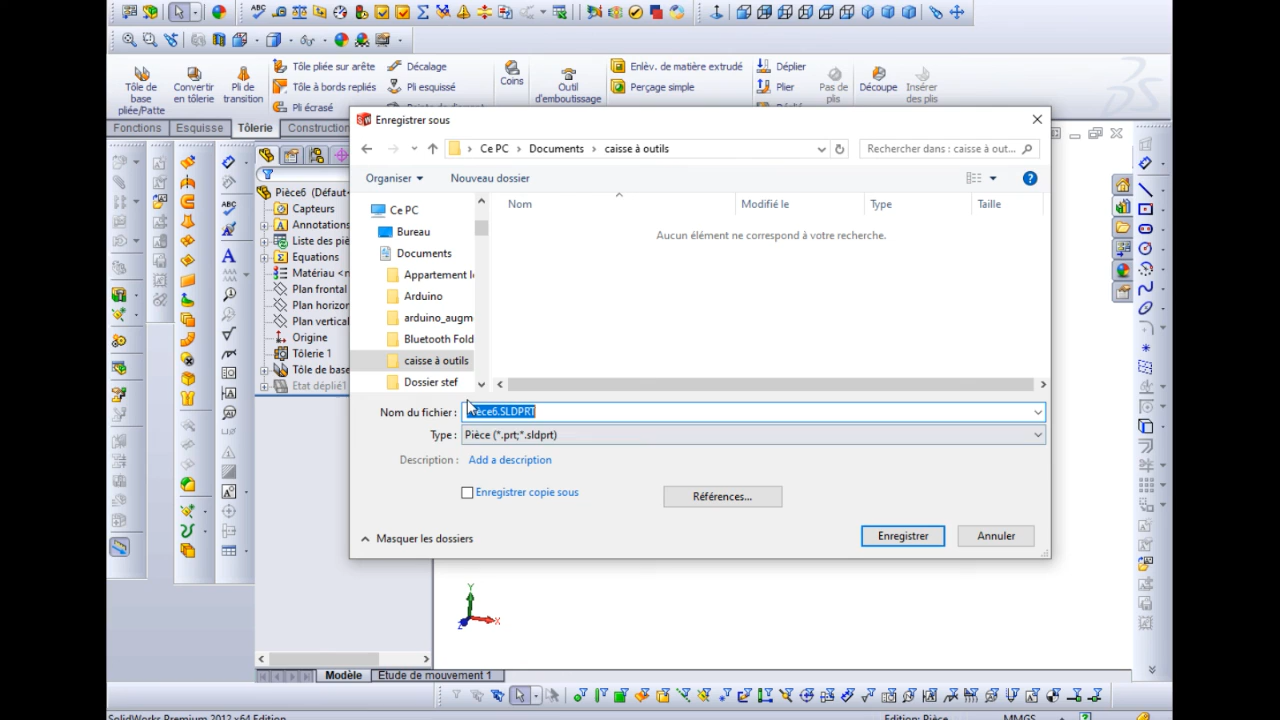 Tôle de base pliée/Patte
Convertir en tôlerie
Pli de transition
Tôle pliée sur arête
Tôle à bords repliés
Pli écrasé
Décalage
Pli esquissé
Coins
Outil d'emboutissage
Enlèv. de matière extrudé
Perçage simple
Déplier
Plier
Pas de plis
Découpe
Insérer des plis
Fonctions
Esquisse
Tôlerie
Construction
Enregistrer sous
Ce PC > Documents > caisse à outils
Rechercher dans : caisse à out...
Organiser
Nouveau dossier
Nom
Modifié le
Type
Taille
Aucun élément ne correspond à votre recherche.
Ce PC
Bureau
Documents
Appartement l
Arduino
arduino_augm
Bluetooth Fold
caisse à outils
Dossier stef
Pièce6 (Défaut
Capteurs
Annotations
Liste des piè
Equations
Matériau <n
Plan frontal
Plan horizon
Plan vertical
Origine
Tôlerie 1
Tôle de base
Etat déplié1
Nom du fichier : Pièce6.SLDPRT
Type : Pièce (*.prt;*.sldprt)
Description : Add a description
Enregistrer copie sous
Références...
Masquer les dossiers
Enregistrer
Annuler
Y
X
Z
Modèle
Etude de mouvement 1
SolidWorks Premium 2012 x64 Edition
Edition: Pièce
MMGS